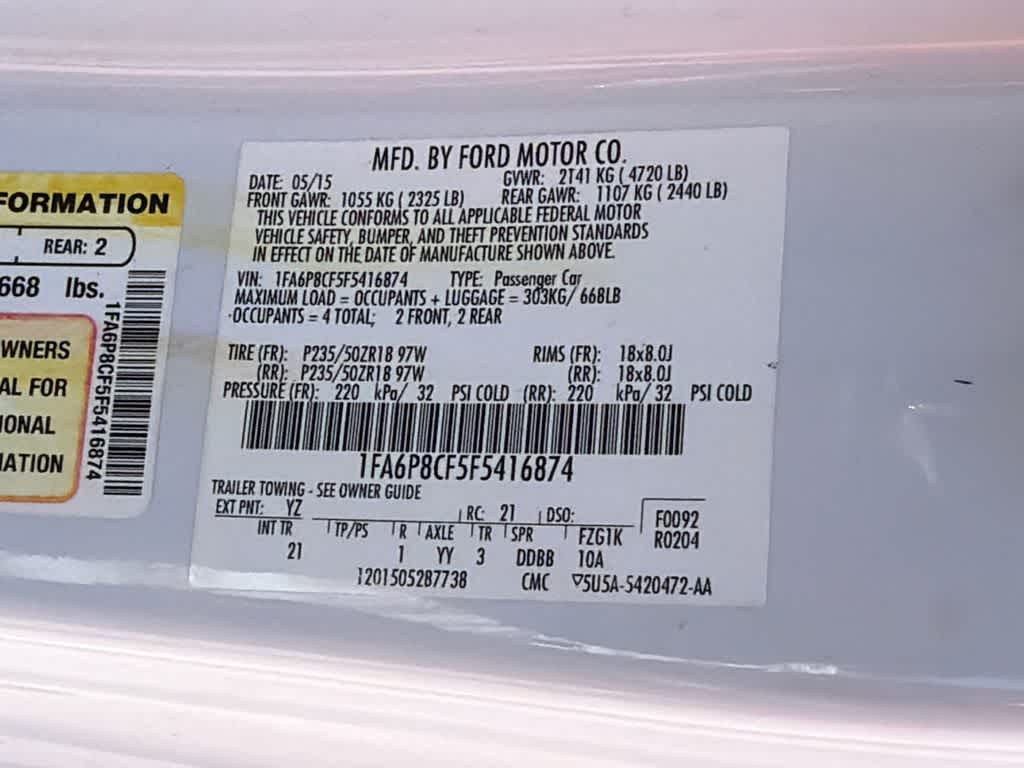 FORMATION
REAR: 2
668 lbs.
WNERS
AL FOR
IONAL
MATION
1FA6P8CF5F5416874
MFD. BY FORD MOTOR CO.
DATE: 05/15 GVWR: 2T41 KG ( 4720 LB)
FRONT GAWR: 1055 KG ( 2325 LB) REAR GAWR: 1107 KG ( 2440 LB)
THIS VEHICLE CONFORMS TO ALL APPLICABLE FEDERAL MOTOR
VEHICLE SAFETY, BUMPER, AND THEFT PREVENTION STANDARDS
IN EFFECT ON THE DATE OF MANUFACTURE SHOWN ABOVE.
VIN: 1FA6P8CF5F5416874 TYPE: Passenger Car
MAXIMUM LOAD = OCCUPANTS + LUGGAGE = 303KG/ 668LB
OCCUPANTS = 4 TOTAL; 2 FRONT, 2 REAR
TIRE (FR): P235/50ZR18 97W RIMS (FR): 18x8.0J
(RR): P235/50ZR18 97W (RR): 18x8.0J
PRESSURE (FR): 220 kPa/ 32 PSI COLD (RR): 220 kPa/ 32 PSI COLD
1FA6P8CF5F5416874
TRAILER TOWING - SEE OWNER GUIDE
EXT PNT: YZ RC: 21 DSO: F0092
INT TR TP/PS R AXLE TR SPR FZG1K R0204
21 1 YY 3 DDBB 10A
1201505287738 CMC ▽5U5A-5420472-AA